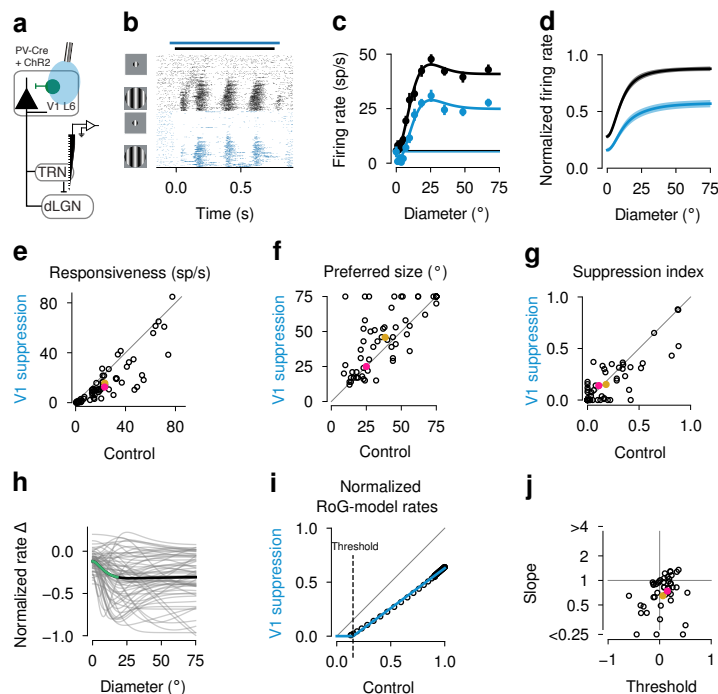 a
PV-Cre
+ ChR2
V1 L6
TRN
dLGN
b
0.0
0.5
Time (s)
c
Firing rate (sp/s)
50
25
0
0
25
50
75
Diameter (°)
d
Normalized firing rate
1.0
0.5
0.0
0
25
50
75
Diameter (°)
e
Responsiveness (sp/s)
V1 suppression
80
40
0
0
40
80
Control
f
Preferred size (°)
V1 suppression
75
50
25
0
0
25
50
75
Control
g
Suppression index
V1 suppression
1.0
0.5
0.0
0.0
1.0
Control
h
Normalized rate Δ
0.0
−0.5
−1.0
0
25
50
75
Diameter (°)
i
Normalized
RoG-model rates
V1 suppression
Threshold
1.0
0.5
0.0
0.0
0.5
1.0
Control
j
Slope
>4
2
1
0.5
<0.25
−1
0
1
Threshold